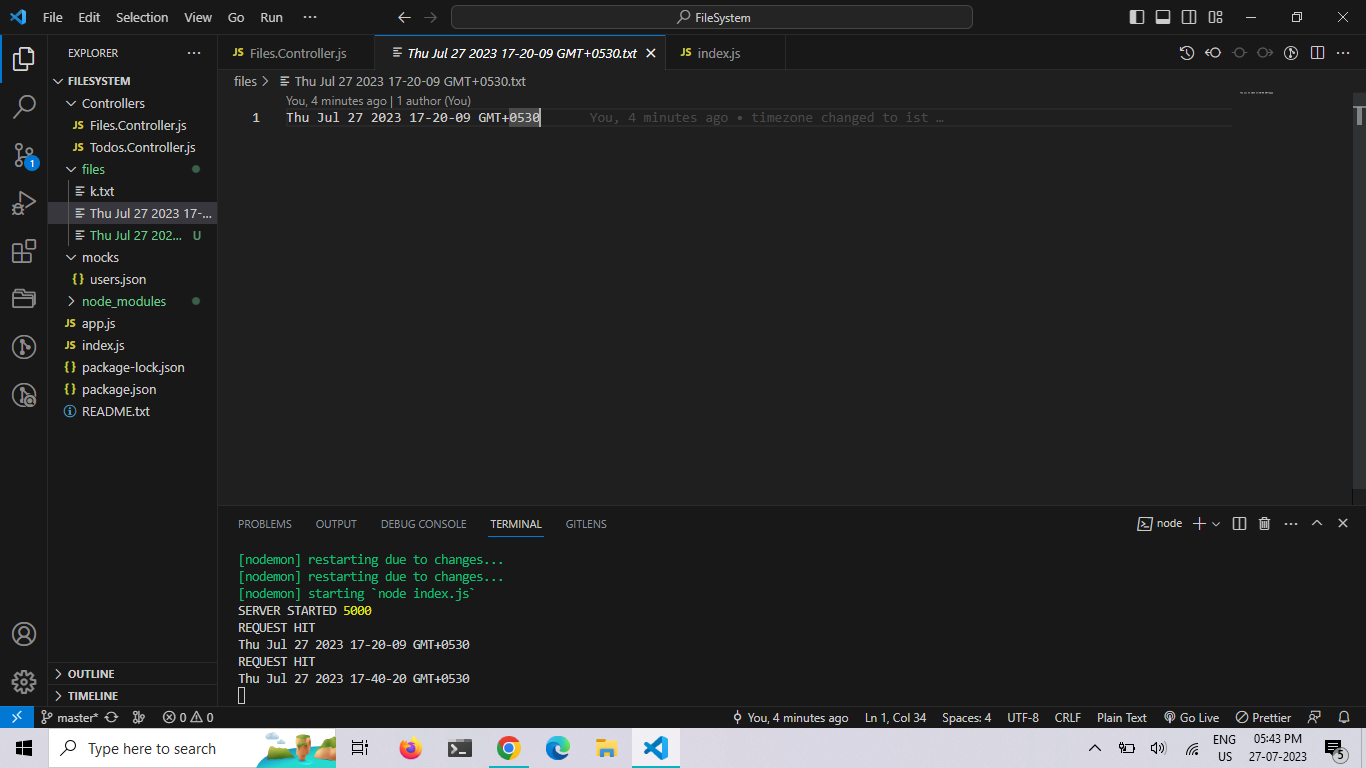 File Edit Selection View Go Run ··· FileSystem
EXPLORER ···
JS Files.Controller.js
Thu Jul 27 2023 17-20-09 GMT+0530.txt
JS index.js
FILESYSTEM
Controllers
JS Files.Controller.js
JS Todos.Controller.js
files
k.txt
Thu Jul 27 2023 17-...
Thu Jul 27 202... U
mocks
{} users.json
node_modules
JS app.js
JS index.js
{} package-lock.json
{} package.json
README.txt
OUTLINE
TIMELINE
1
files > Thu Jul 27 2023 17-20-09 GMT+0530.txt
You, 4 minutes ago | 1 author (You)
1 Thu Jul 27 2023 17-20-09 GMT+0530 You, 4 minutes ago • timezone changed to ist …
PROBLEMS OUTPUT DEBUG CONSOLE TERMINAL GITLENS
node
[nodemon] restarting due to changes...
[nodemon] restarting due to changes...
[nodemon] starting `node index.js`
SERVER STARTED 5000
REQUEST HIT
Thu Jul 27 2023 17-20-09 GMT+0530
REQUEST HIT
Thu Jul 27 2023 17-40-20 GMT+0530
master* 0 0 You, 4 minutes ago Ln 1, Col 34 Spaces: 4 UTF-8 CRLF Plain Text Go Live Prettier
Type here to search
ENG
US
05:43 PM
27-07-2023
5